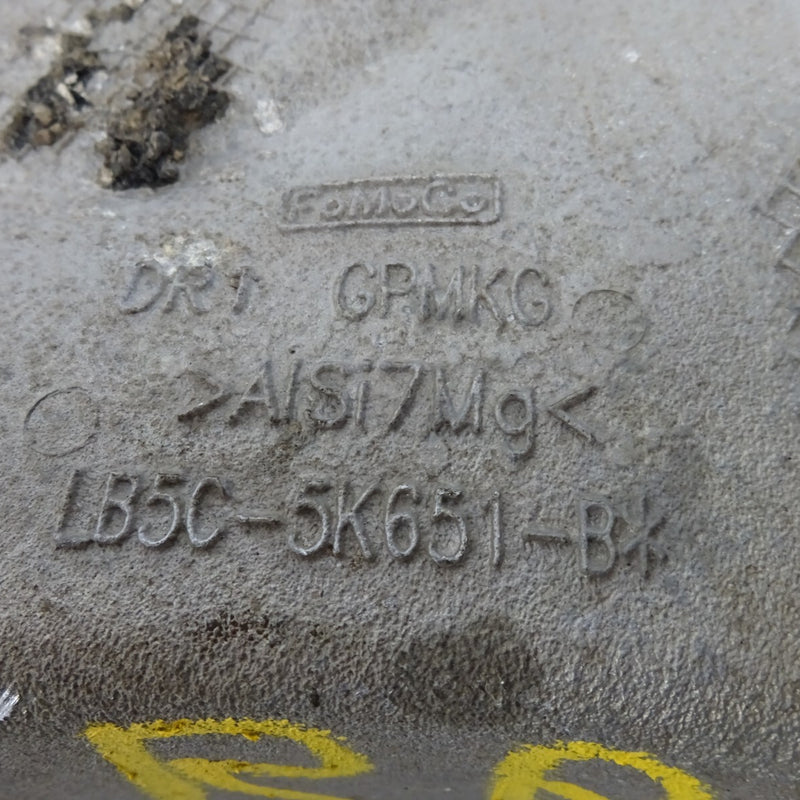 FoMoCo
DR1 GPMKG
>AlSi7Mg<
LB5C-5K651-B*